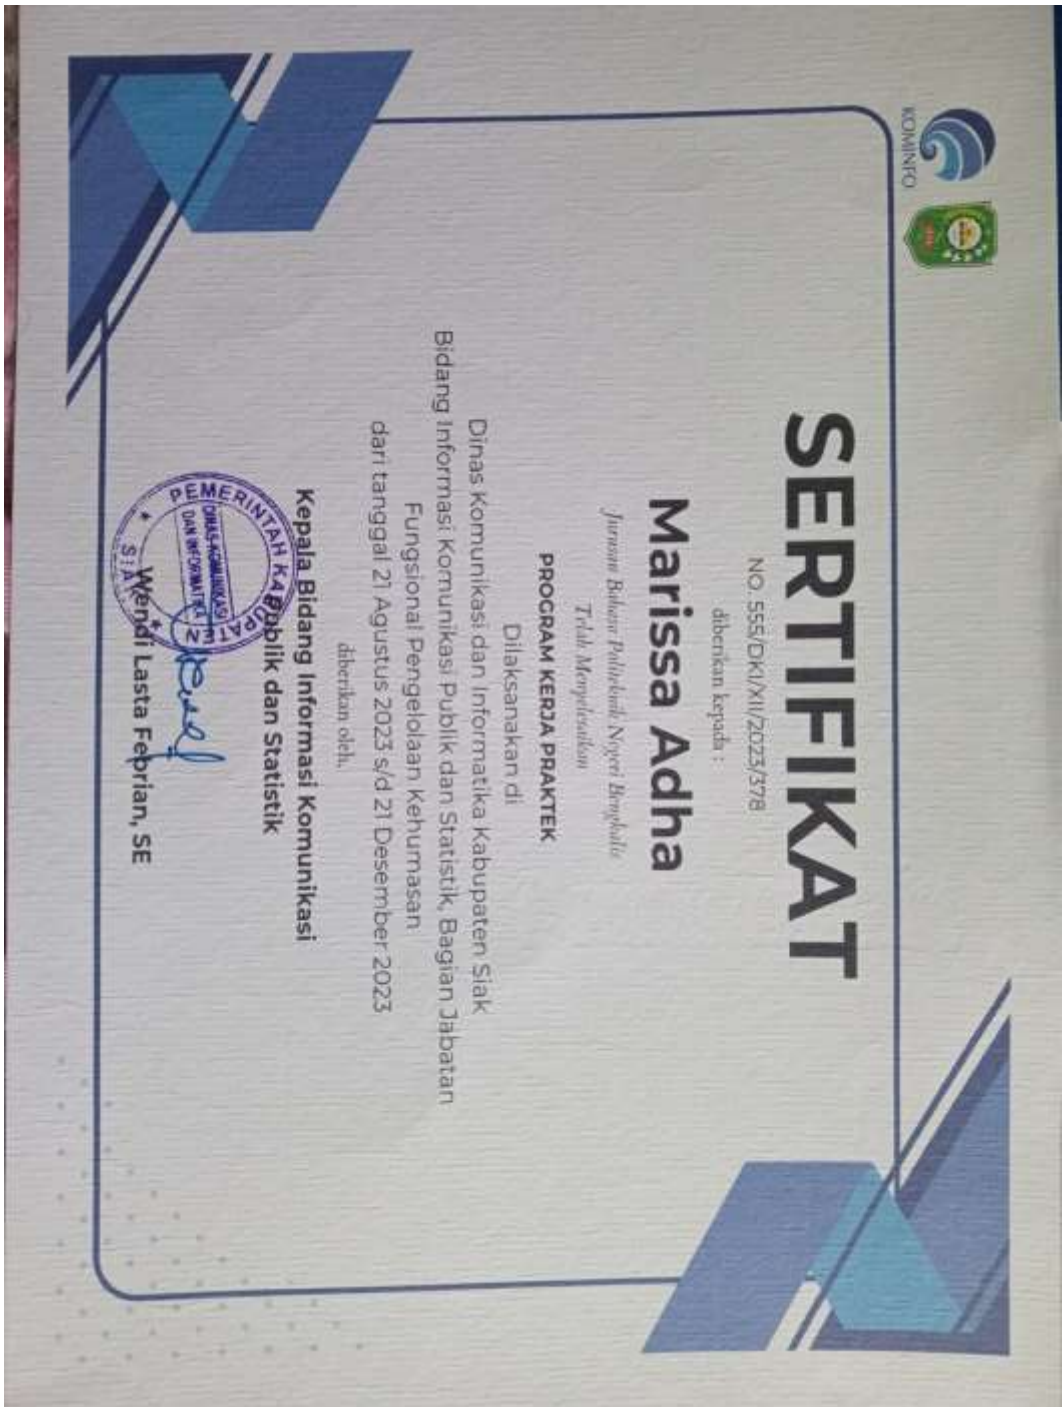 KOMINFO
SERTIFIKAT
NO. 555/DKI/XII/2023/378
diberikan kepada :
Marissa Adha
Jurusan Bahasa Politeknik Negeri Bengkalis
Telah Menyelesaikan
PROGRAM KERJA PRAKTEK
Dilaksanakan di
Dinas Komunikasi dan Informatika Kabupaten Siak
Bidang Informasi Komunikasi Publik dan Statistik, Bagian Jabatan
Fungsional Pengelolaan Kehumasan
dari tanggal 21 Agustus 2023 s/d 21 Desember 2023
diberikan oleh,
Kepala Bidang Informasi Komunikasi
Publik dan Statistik
PEMERINTAH KABUPATEN
DINAS KOMUNIKASI
DAN INFORMATIKA
SIAK
Wendi Lasta Febrian, SE